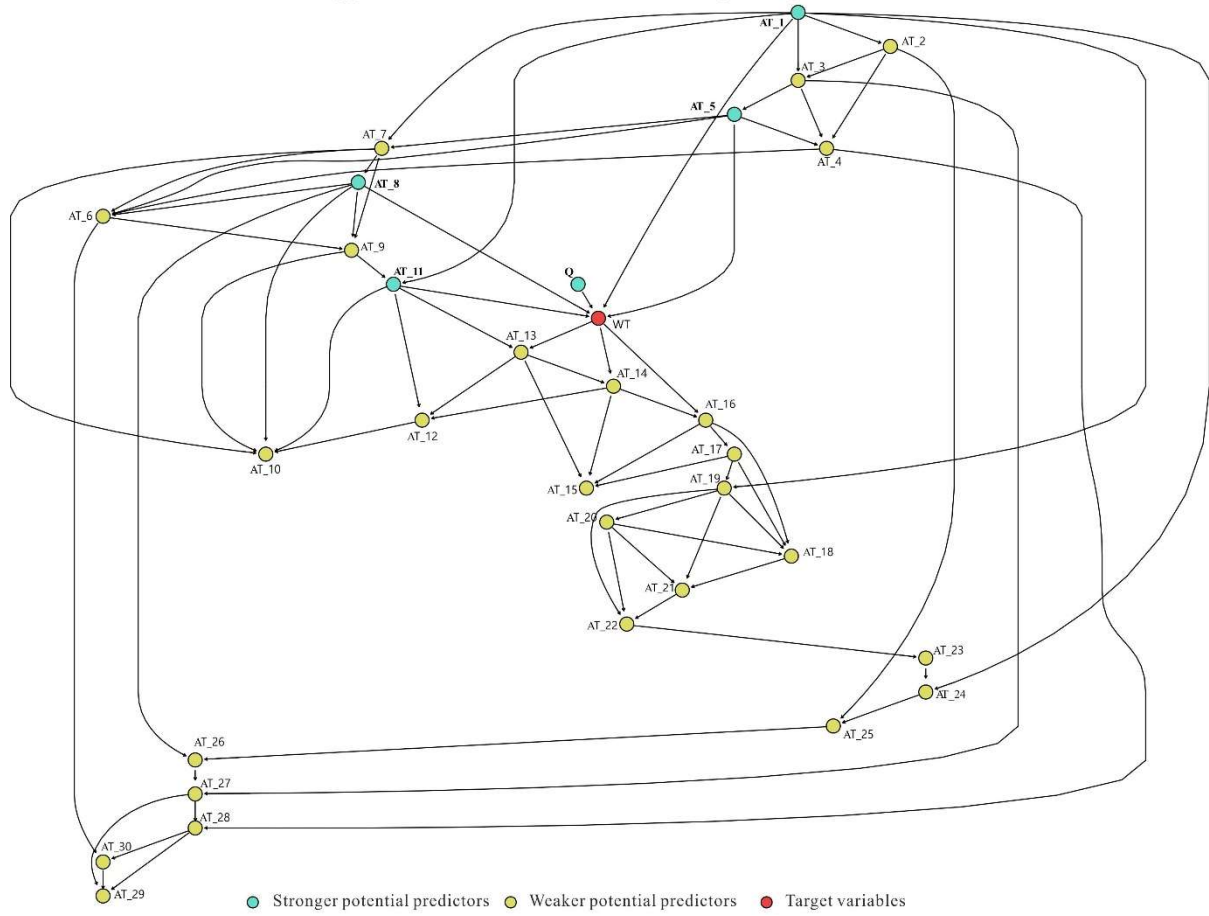 AT_1
AT_2
AT_3
AT_5
AT_7
AT_4
AT_8
AT_6
AT_9
AT_11
Q
WT
AT_13
AT_14
AT_16
AT_12
AT_17
AT_10
AT_19
AT_15
AT_20
AT_18
AT_21
AT_22
AT_23
AT_24
AT_25
AT_26
AT_27
AT_28
AT_30
AT_29
Stronger potential predictors Weaker potential predictors Target variables